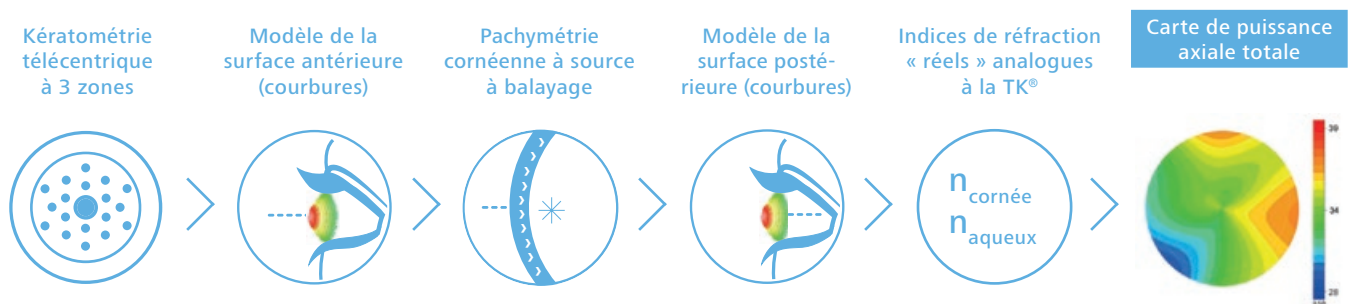 Kératométrie
télécentrique
à 3 zones
Modèle de la
surface antérieure
(courbures)
Pachymétrie
cornéenne à source
à balayage
Modèle de la
surface posté-
rieure (courbures)
Indices de réfraction
« réels » analogues
à la TK®
Carte de puissance
axiale totale
n cornée
n aqueux
39
34
28